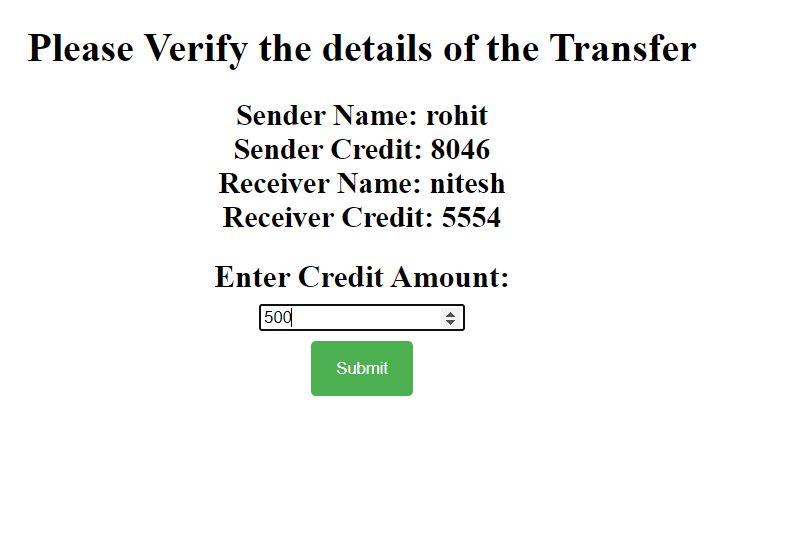 Please Verify the details of the Transfer
Sender Name: rohit
Sender Credit: 8046
Receiver Name: nitesh
Receiver Credit: 5554
Enter Credit Amount:
500
Submit